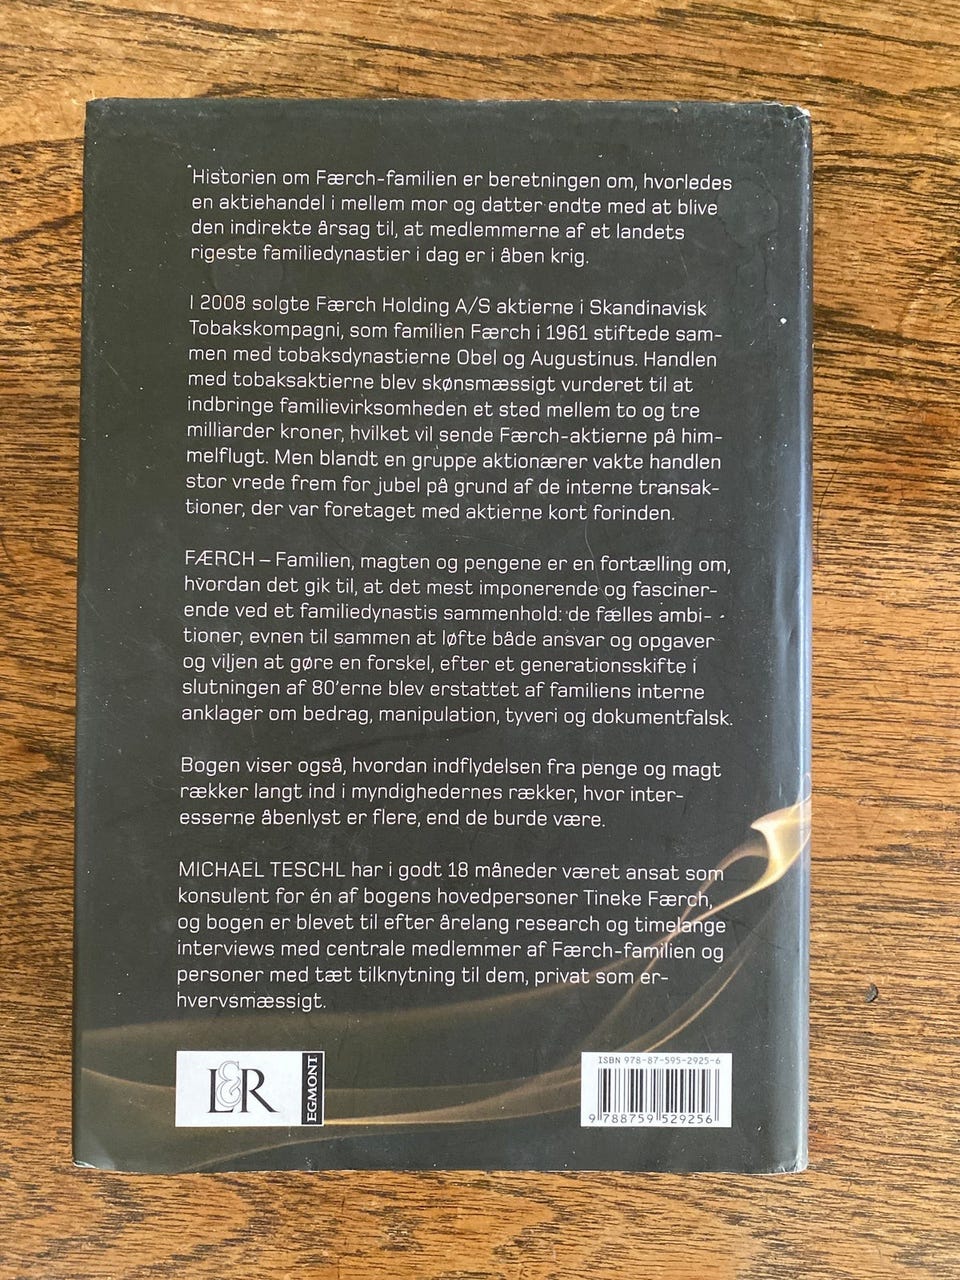 Historien om Færch-familien er beretningen om, hvorledes
en aktiehandel i mellem mor og datter endte med at blive
den indirekte årsag til, at medlemmerne af et landets
rigeste familiedynastier i dag er i åben krig.
I 2008 solgte Færch Holding A/S aktierne i Skandinavisk
Tobakskompagni, som familien Færch i 1961 stiftede sam-
men med tobaksdynastierne Obel og Augustinus. Handlen
med tobaksaktierne blev skønsmæssigt vurderet til at
indbringe familievirksomheden et sted mellem to og tre
milliarder kroner, hvilket vil sende Færch-aktierne på him-
melflugt. Men blandt en gruppe aktionærer vakte handlen
stor vrede frem for jubel på grund af de interne transak-
tioner, der var foretaget med aktierne kort forinden.
FÆRCH – Familien, magten og pengene er en fortælling om,
hvordan det gik til, at det mest imponerende og fasciner-
ende ved et familiedynastis sammenhold: de fælles ambi-
tioner, evnen til sammen at løfte både ansvar og opgaver
og viljen at gøre en forskel, efter et generationsskifte i
slutningen af 80'erne blev erstattet af familiens interne
anklager om bedrag, manipulation, tyveri og dokumentfalsk.
Bogen viser også, hvordan indflydelsen fra penge og magt
rækker langt ind i myndighedernes rækker, hvor inter-
esserne åbenlyst er flere, end de burde være.
MICHAEL TESCHL har i godt 18 måneder været ansat som
konsulent for én af bogens hovedpersoner Tineke Færch,
og bogen er blevet til efter årelang research og timelange
interviews med centrale medlemmer af Færch-familien og
personer med tæt tilknytning til dem, privat som er-
hvervsmæssigt.
L&R EGMONT
ISBN 978-87-595-2925-6
9 788759 529256